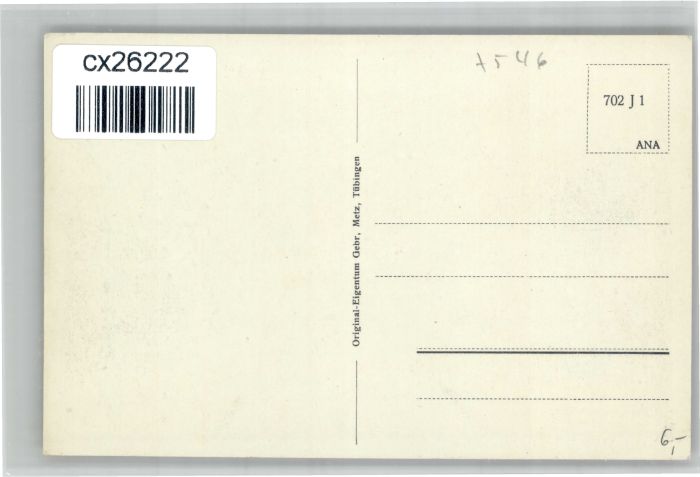 cx26222
7546
702 J 1
ANA
Original-Eigentum Gebr, Metz, Tübingen
6,-